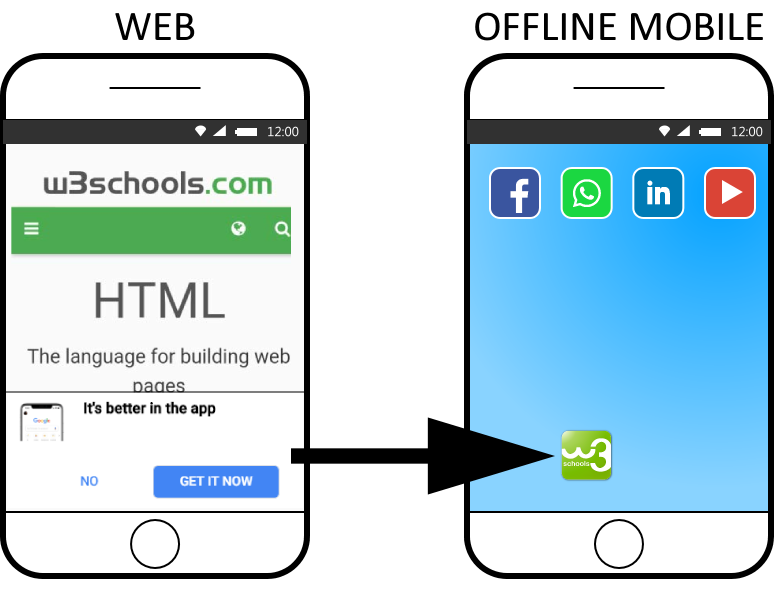 WEB
OFFLINE MOBILE
12:00
12:00
w3schools.com
HTML
The language for building web
pages
It's better in the app
Google
NO
GET IT NOW
f
in
w3
schools